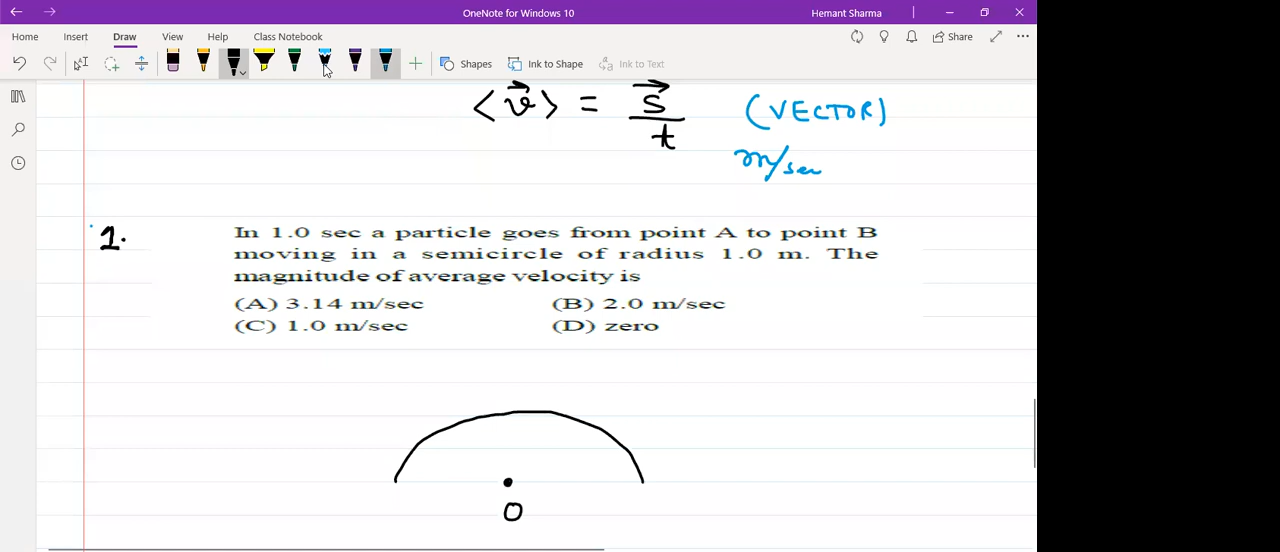 OneNote for Windows 10
Hemant Sharma
Home Insert Draw View Help Class Notebook
Share
Shapes Ink to Shape Ink to Text
<v> = s/t (VECTOR)
m/sec
1.
In 1.0 sec a particle goes from point A to point B
moving in a semicircle of radius 1.0 m. The
magnitude of average velocity is
(A) 3.14 m/sec (B) 2.0 m/sec
(C) 1.0 m/sec (D) zero
O